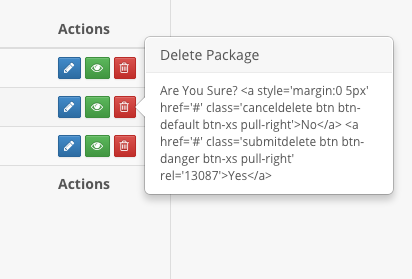 Actions
Delete Package
Are You Sure? <a style='margin:0 5px'
href='#' class='canceldelete btn btn-
default btn-xs pull-right'>No</a> <a
href='#' class='submitdelete btn btn-
danger btn-xs pull-right'
rel='13087'>Yes</a>
Actions